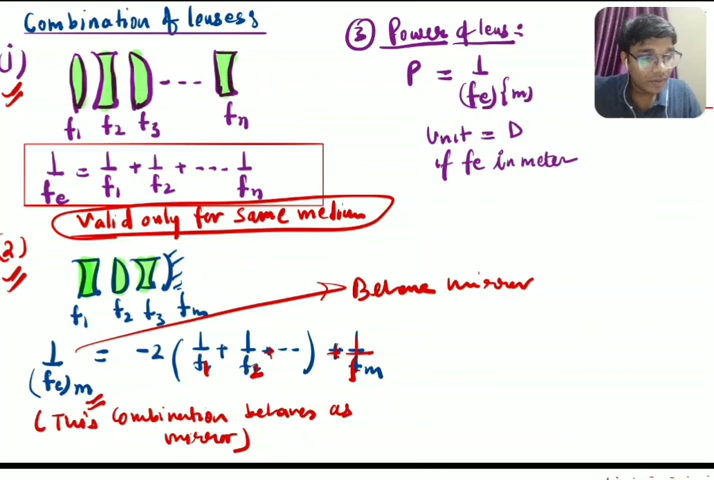 Combination of lensess
(1)
f1 f2 f3 --- fn
1/fe = 1/f1 + 1/f2 + ---- 1/fn
Valid only for same medium
(2)
f1 f2 f3 fm
1/(fe)m = -2 ( 1/f1 + 1/f2 + -- ) + 1/fm
(This combination behaves as
mirror)
Behave mirror
(3) Power of lens:
P = 1/(fe){m)
Unit = D
if fe in meter